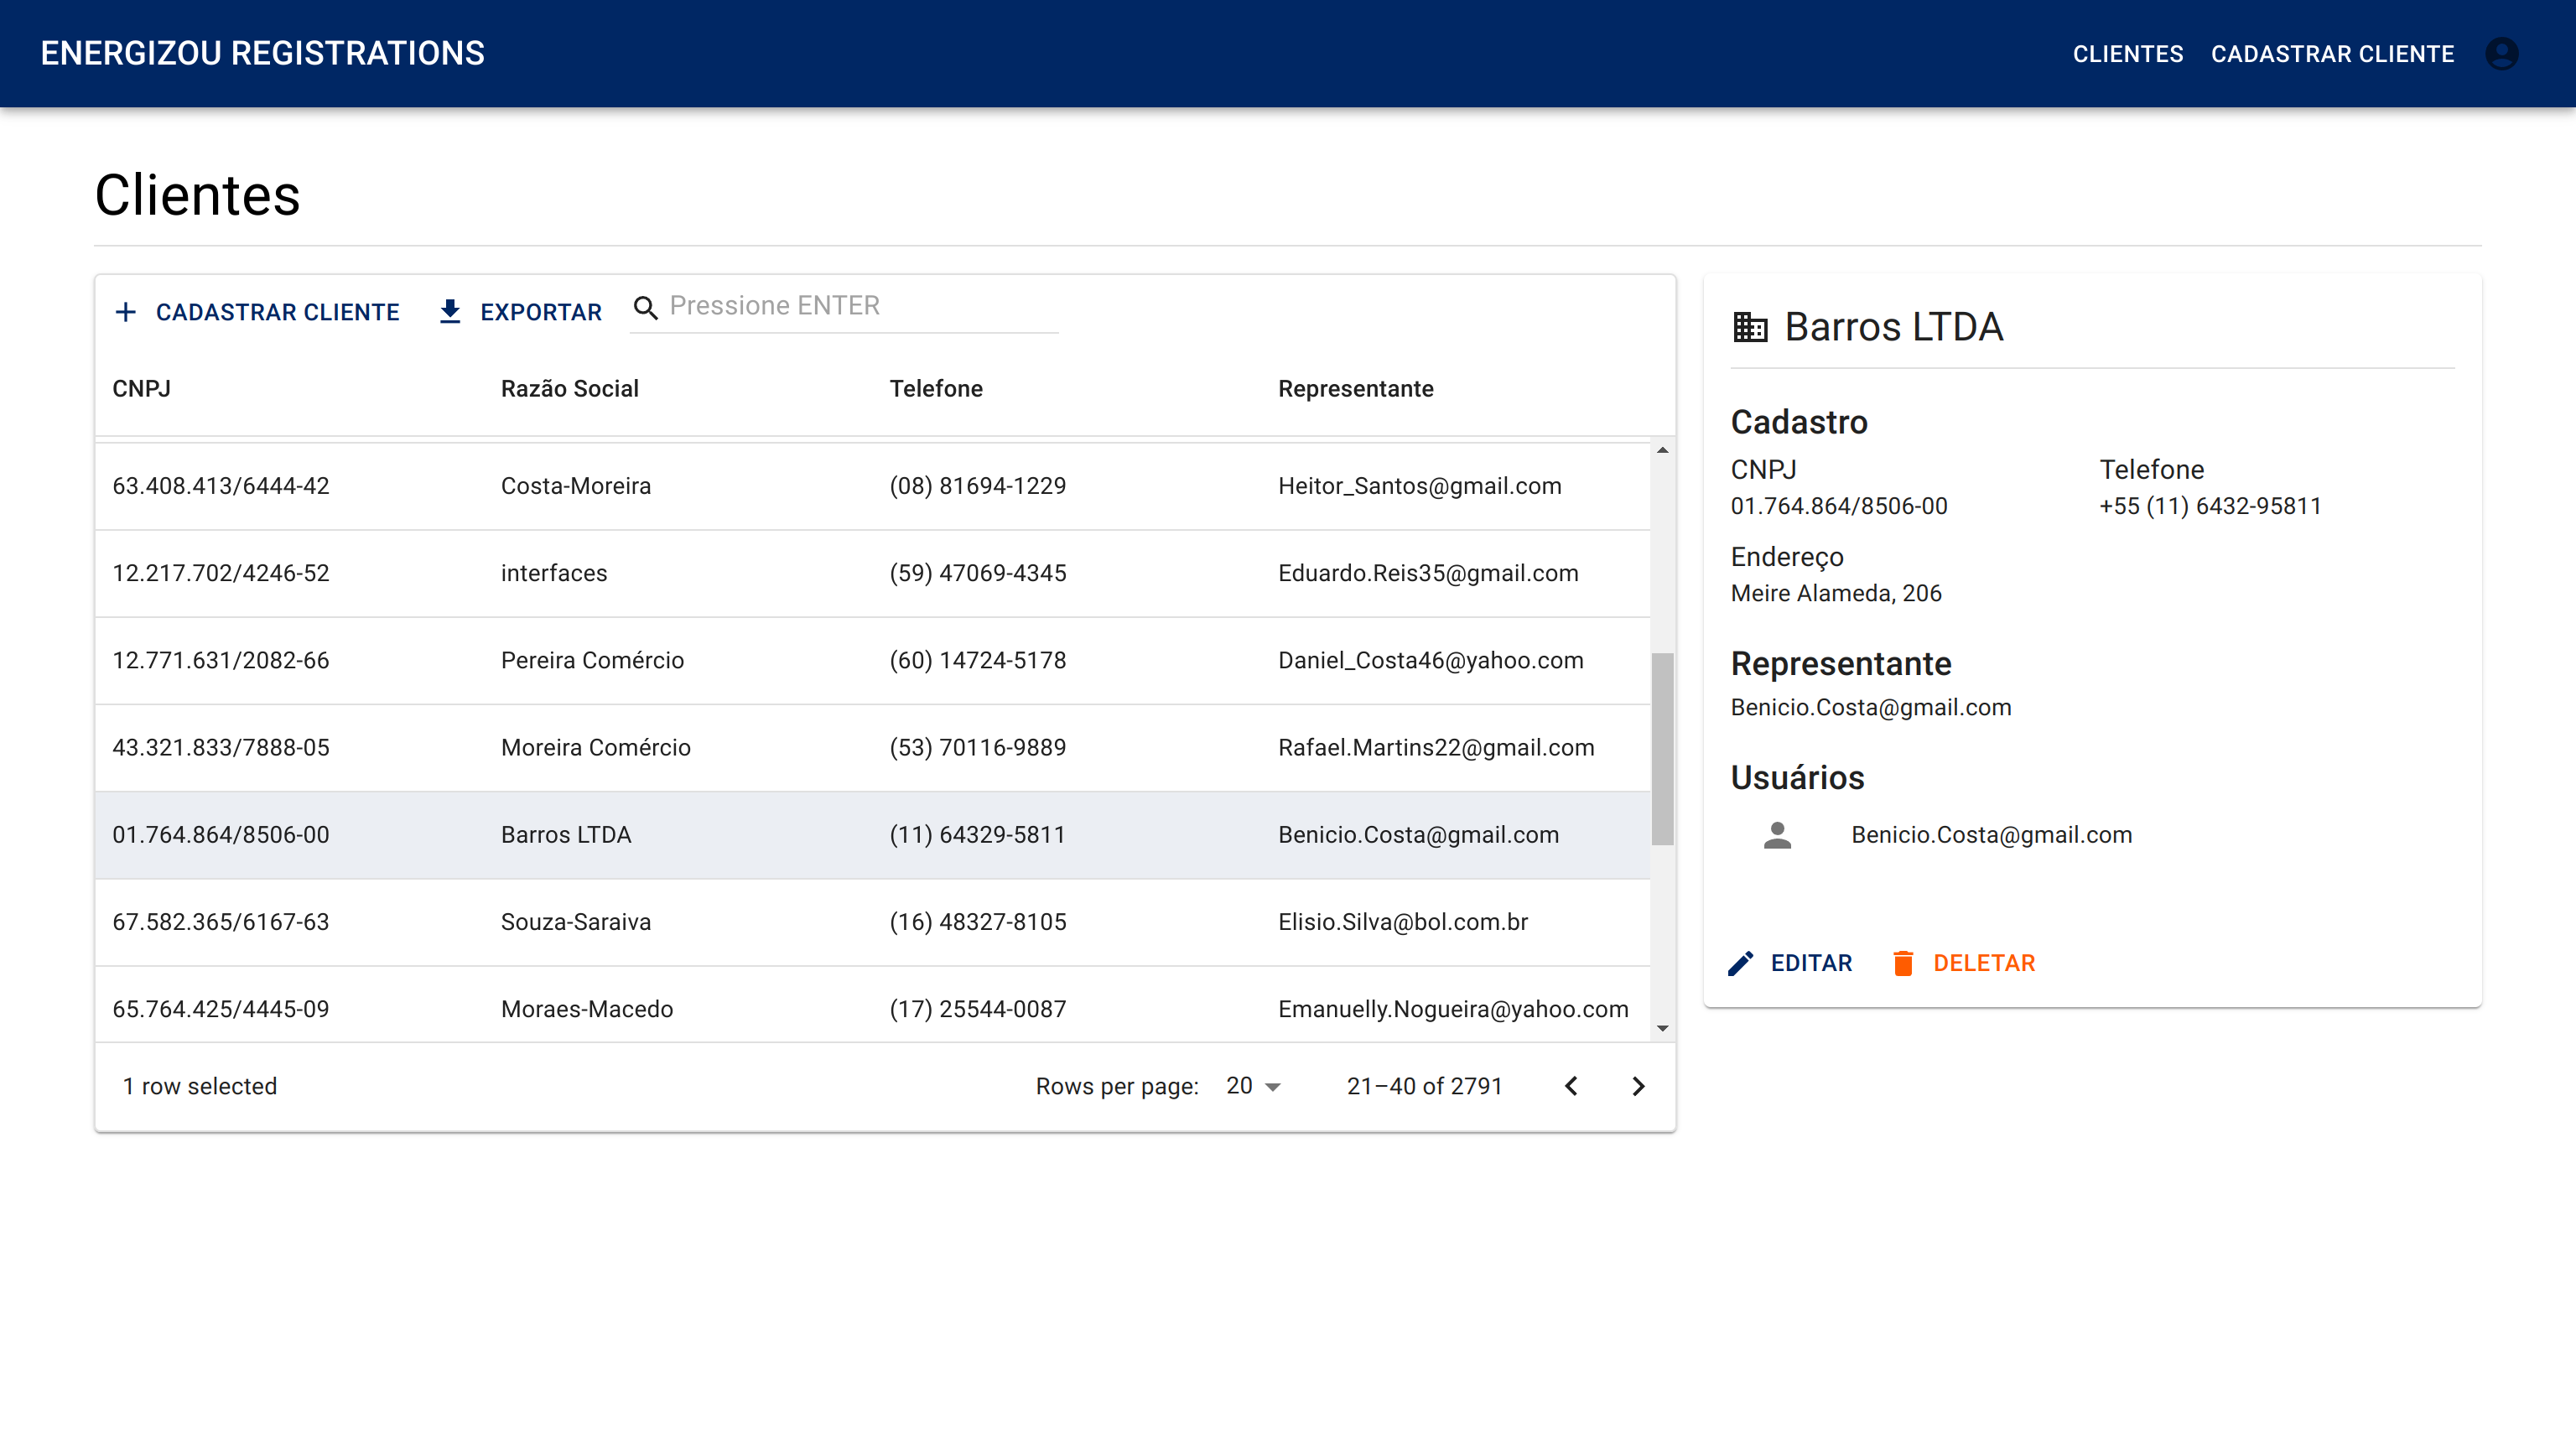 ENERGIZOU REGISTRATIONS
CLIENTES CADASTRAR CLIENTE
Clientes
CADASTRAR CLIENTE EXPORTAR Pressione ENTER
CNPJ Razão Social Telefone Representante
63.408.413/6444-42 Costa-Moreira (08) 81694-1229 Heitor_Santos@gmail.com
12.217.702/4246-52 interfaces (59) 47069-4345 Eduardo.Reis35@gmail.com
12.771.631/2082-66 Pereira Comércio (60) 14724-5178 Daniel_Costa46@yahoo.com
43.321.833/7888-05 Moreira Comércio (53) 70116-9889 Rafael.Martins22@gmail.com
01.764.864/8506-00 Barros LTDA (11) 64329-5811 Benicio.Costa@gmail.com
67.582.365/6167-63 Souza-Saraiva (16) 48327-8105 Elisio.Silva@bol.com.br
65.764.425/4445-09 Moraes-Macedo (17) 25544-0087 Emanuelly.Nogueira@yahoo.com
1 row selected Rows per page: 20 21–40 of 2791
Barros LTDA
Cadastro
CNPJ Telefone
01.764.864/8506-00 +55 (11) 6432-95811
Endereço
Meire Alameda, 206
Representante
Benicio.Costa@gmail.com
Usuários
Benicio.Costa@gmail.com
EDITAR DELETAR